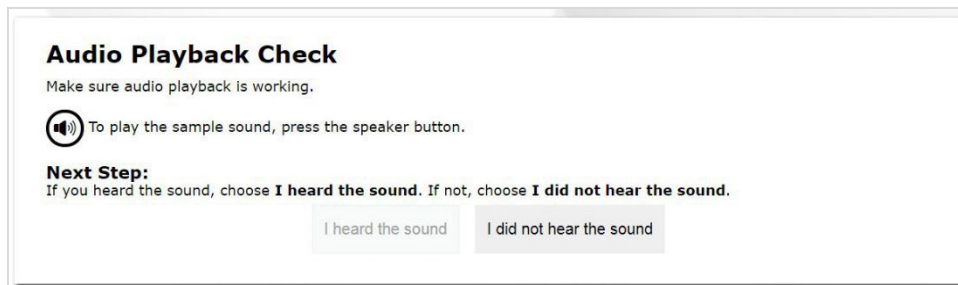 Audio Playback Check
Make sure audio playback is working.
To play the sample sound, press the speaker button.
Next Step:
If you heard the sound, choose I heard the sound. If not, choose I did not hear the sound.
I heard the sound
I did not hear the sound